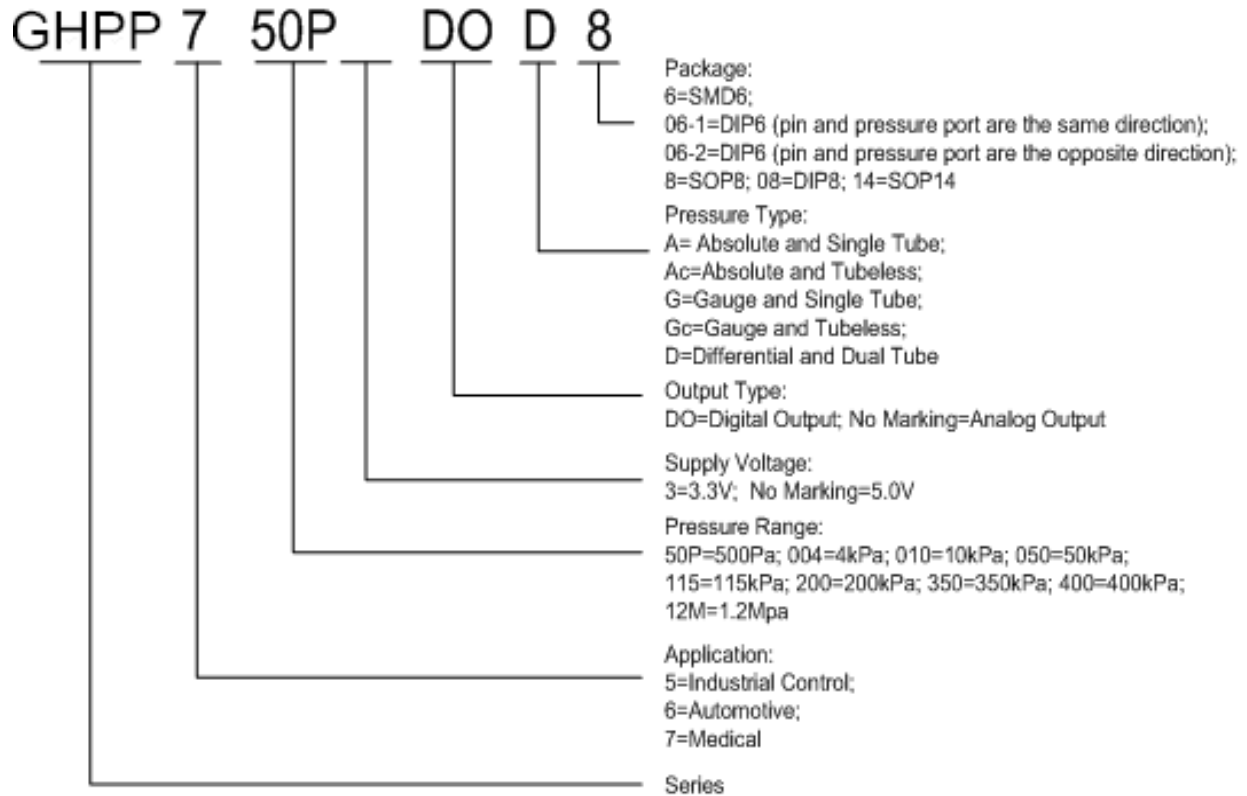 GHPP 7 50P DO D 8
Package:
6=SMD6;
06-1=DIP6 (pin and pressure port are the same direction);
06-2=DIP6 (pin and pressure port are the opposite direction);
8=SOP8; 08=DIP8; 14=SOP14
Pressure Type:
A= Absolute and Single Tube;
Ac=Absolute and Tubeless;
G=Gauge and Single Tube;
Gc=Gauge and Tubeless;
D=Differential and Dual Tube
Output Type:
DO=Digital Output; No Marking=Analog Output
Supply Voltage:
3=3.3V; No Marking=5.0V
Pressure Range:
50P=500Pa; 004=4kPa; 010=10kPa; 050=50kPa;
115=115kPa; 200=200kPa; 350=350kPa; 400=400kPa;
12M=1.2Mpa
Application:
5=Industrial Control;
6=Automotive;
7=Medical
Series